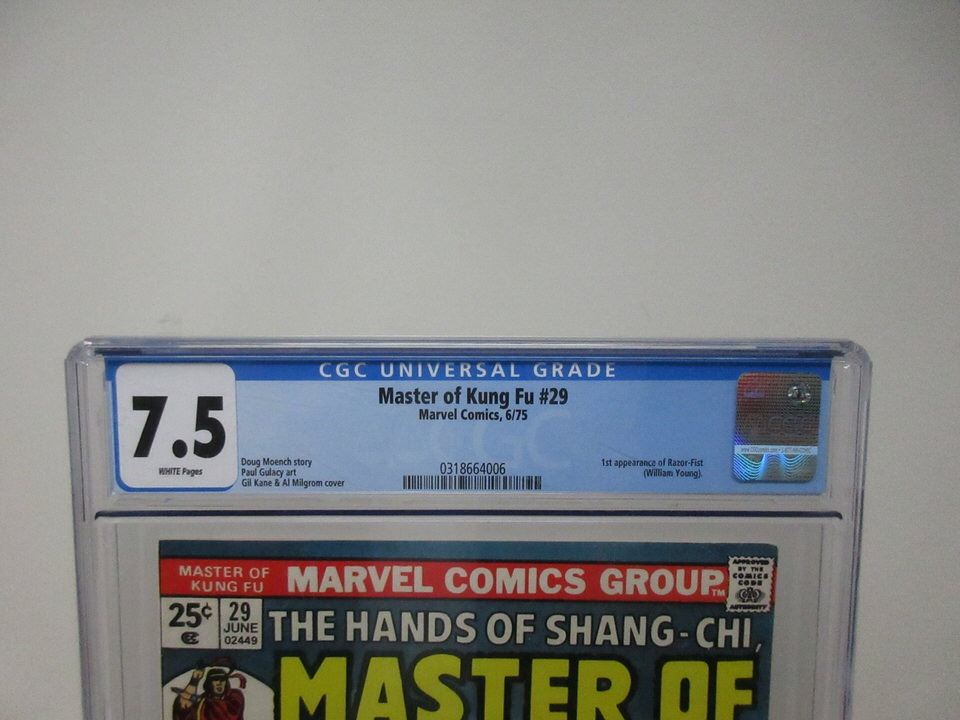 CGC UNIVERSAL GRADE
7.5
WHITE Pages
Master of Kung Fu #29
Marvel Comics, 6/75
Doug Moench story
Paul Gulacy art
Gil Kane & Al Milgrom cover
0318664006
1st appearance of Razor-Fist
(William Young).
CGC
MASTER OF
KUNG FU
MARVEL COMICS GROUP TM
APPROVED
BY THE
COMICS
CODE
AUTHORITY
25¢
29
JUNE
02449
THE HANDS OF SHANG-CHI,
MASTER OF